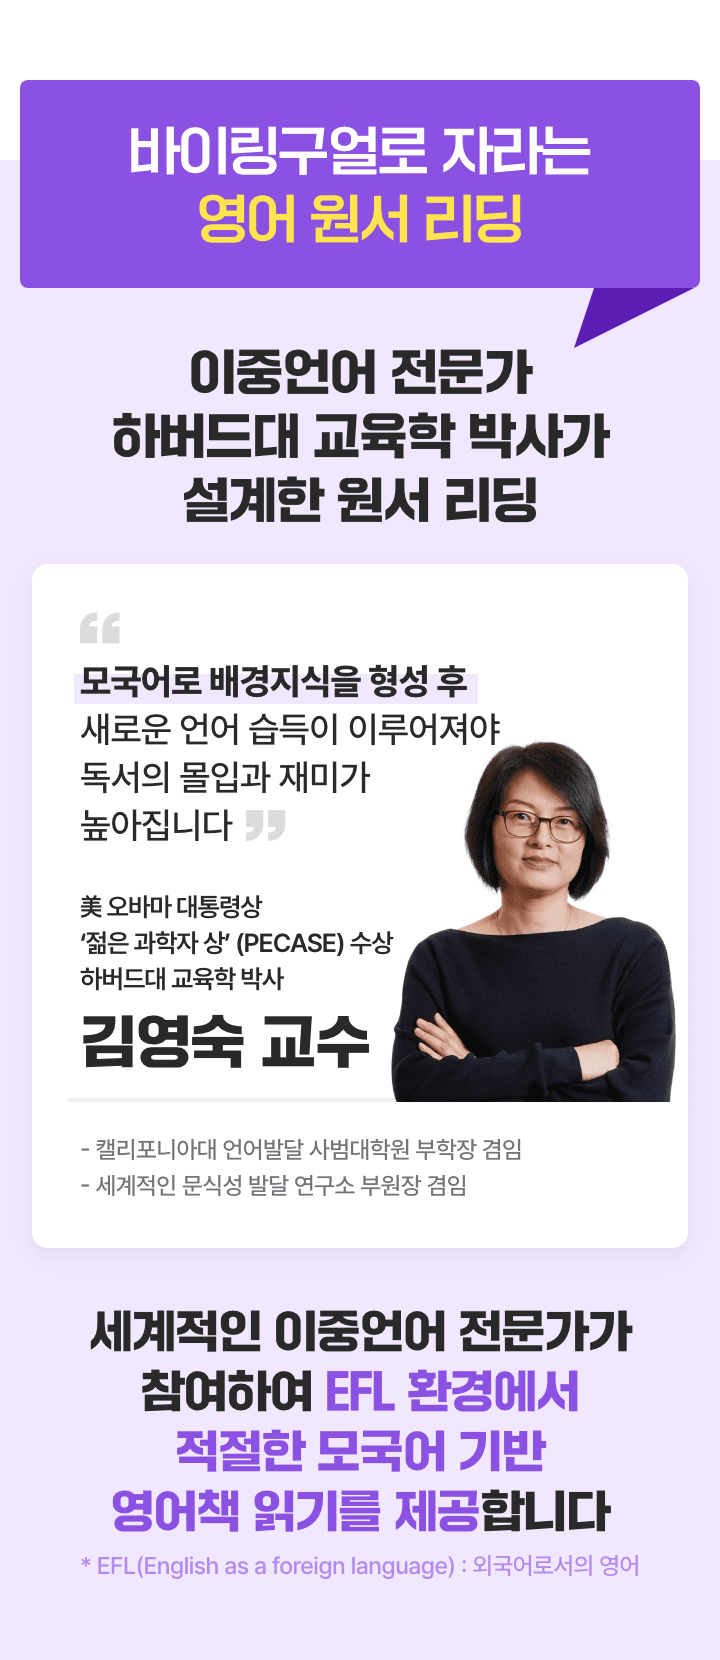 바이링구얼로 자라는
영어 원서 리딩
이중언어 전문가
하버드대 교육학 박사가
설계한 원서 리딩
“
모국어로 배경지식을 형성 후
새로운 언어 습득이 이루어져야
독서의 몰입과 재미가
높아집니다 ”
美 오바마 대통령상
‘젊은 과학자 상’ (PECASE) 수상
하버드대 교육학 박사
김영숙 교수
- 캘리포니아대 언어발달 사범대학원 부학장 겸임
- 세계적인 문식성 발달 연구소 부원장 겸임
세계적인 이중언어 전문가가
참여하여 EFL 환경에서
적절한 모국어 기반
영어책 읽기를 제공합니다
* EFL(English as a foreign language) : 외국어로서의 영어